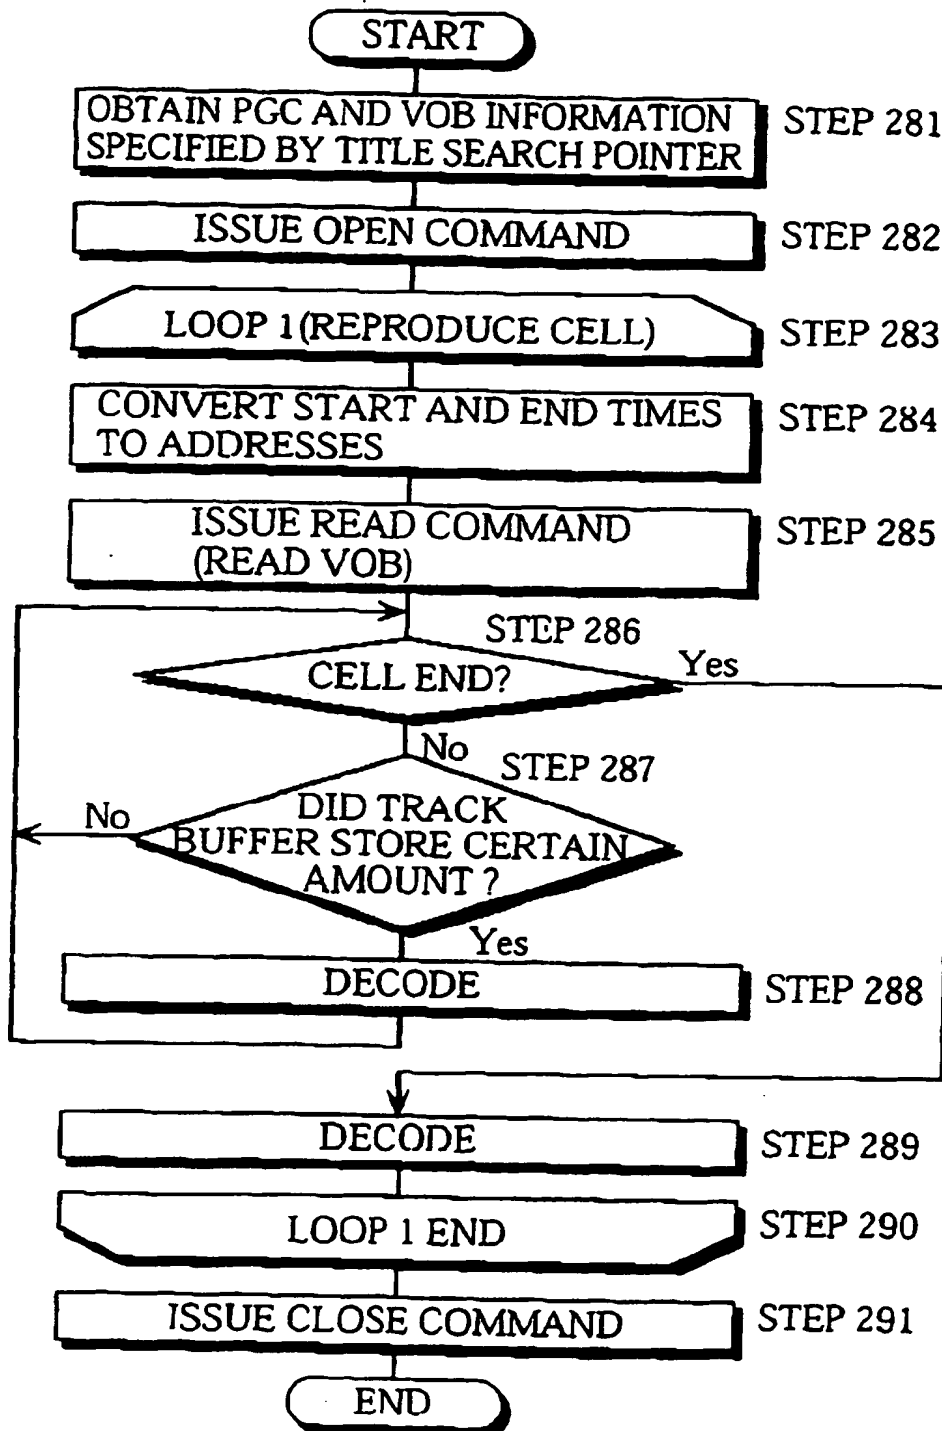 START
OBTAIN PGC AND VOB INFORMATION
SPECIFIED BY TITLE SEARCH POINTER
STEP 281
ISSUE OPEN COMMAND
STEP 282
LOOP 1(REPRODUCE CELL)
STEP 283
CONVERT START AND END TIMES
TO ADDRESSES
STEP 284
ISSUE READ COMMAND
(READ VOB)
STEP 285
STEP 286
CELL END?
Yes
No
STEP 287
DID TRACK
BUFFER STORE CERTAIN
AMOUNT ?
No
Yes
DECODE
STEP 288
DECODE
STEP 289
LOOP 1 END
STEP 290
ISSUE CLOSE COMMAND
STEP 291
END